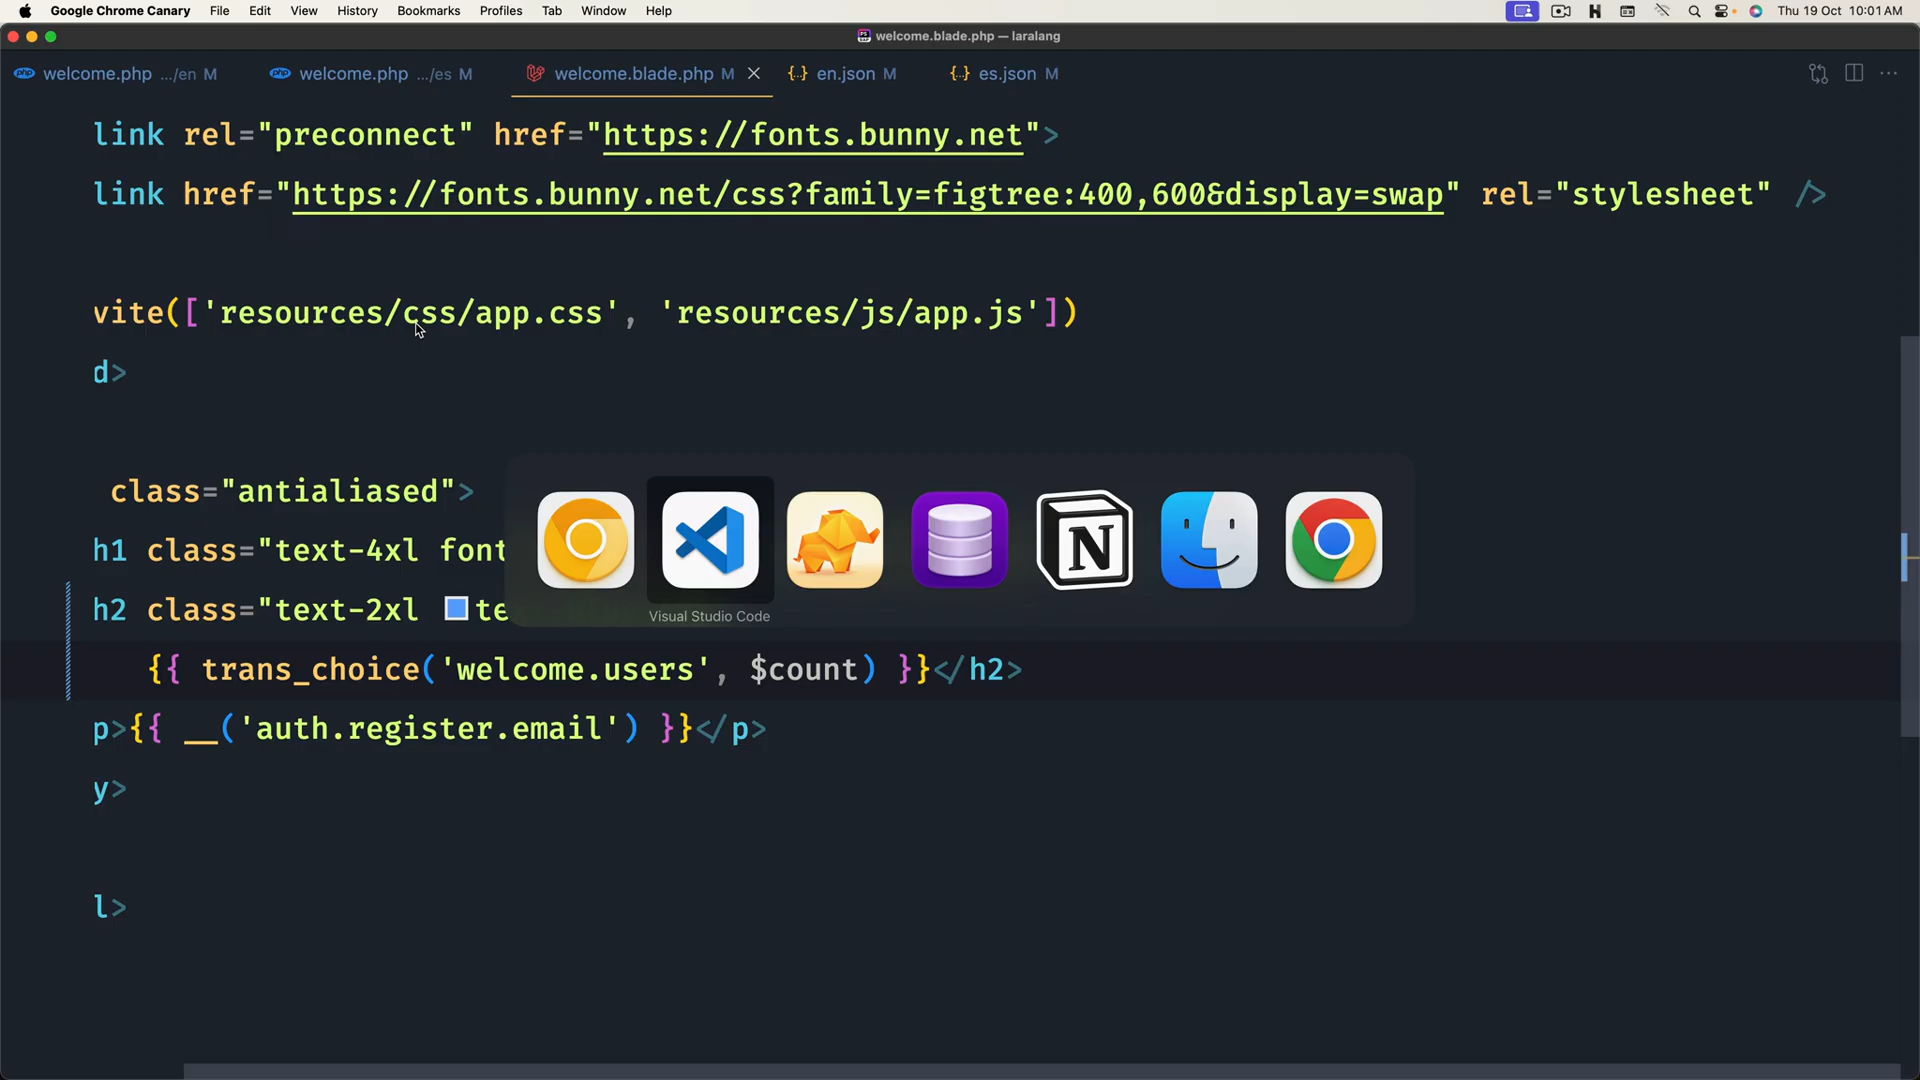 Google Chrome Canary File Edit View History Bookmarks Profiles Tab Window Help Thu 19 Oct 10:01 AM
welcome.blade.php — laralang
welcome.php .../en M welcome.php .../es M welcome.blade.php M {..} en.json M {..} es.json M
link rel="preconnect" href="https://fonts.bunny.net">
link href="https://fonts.bunny.net/css?family=figtree:400,600&display=swap" rel="stylesheet" />
vite(['resources/css/app.css', 'resources/js/app.js'])
d>
class="antialiased">
h1 class="text-4xl font
h2 class="text-2xl te
Visual Studio Code
{{ trans_choice('welcome.users', $count) }}</h2>
p>{{ __('auth.register.email') }}</p>
y>
l>